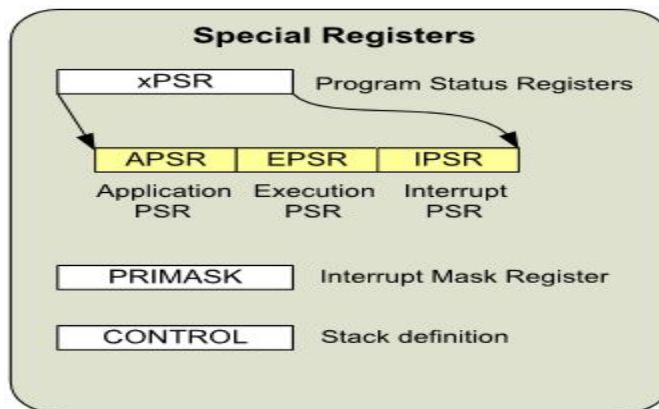 Special Registers
xPSR Program Status Registers
APSR EPSR IPSR
Application Execution Interrupt
PSR PSR PSR
PRIMASK Interrupt Mask Register
CONTROL Stack definition